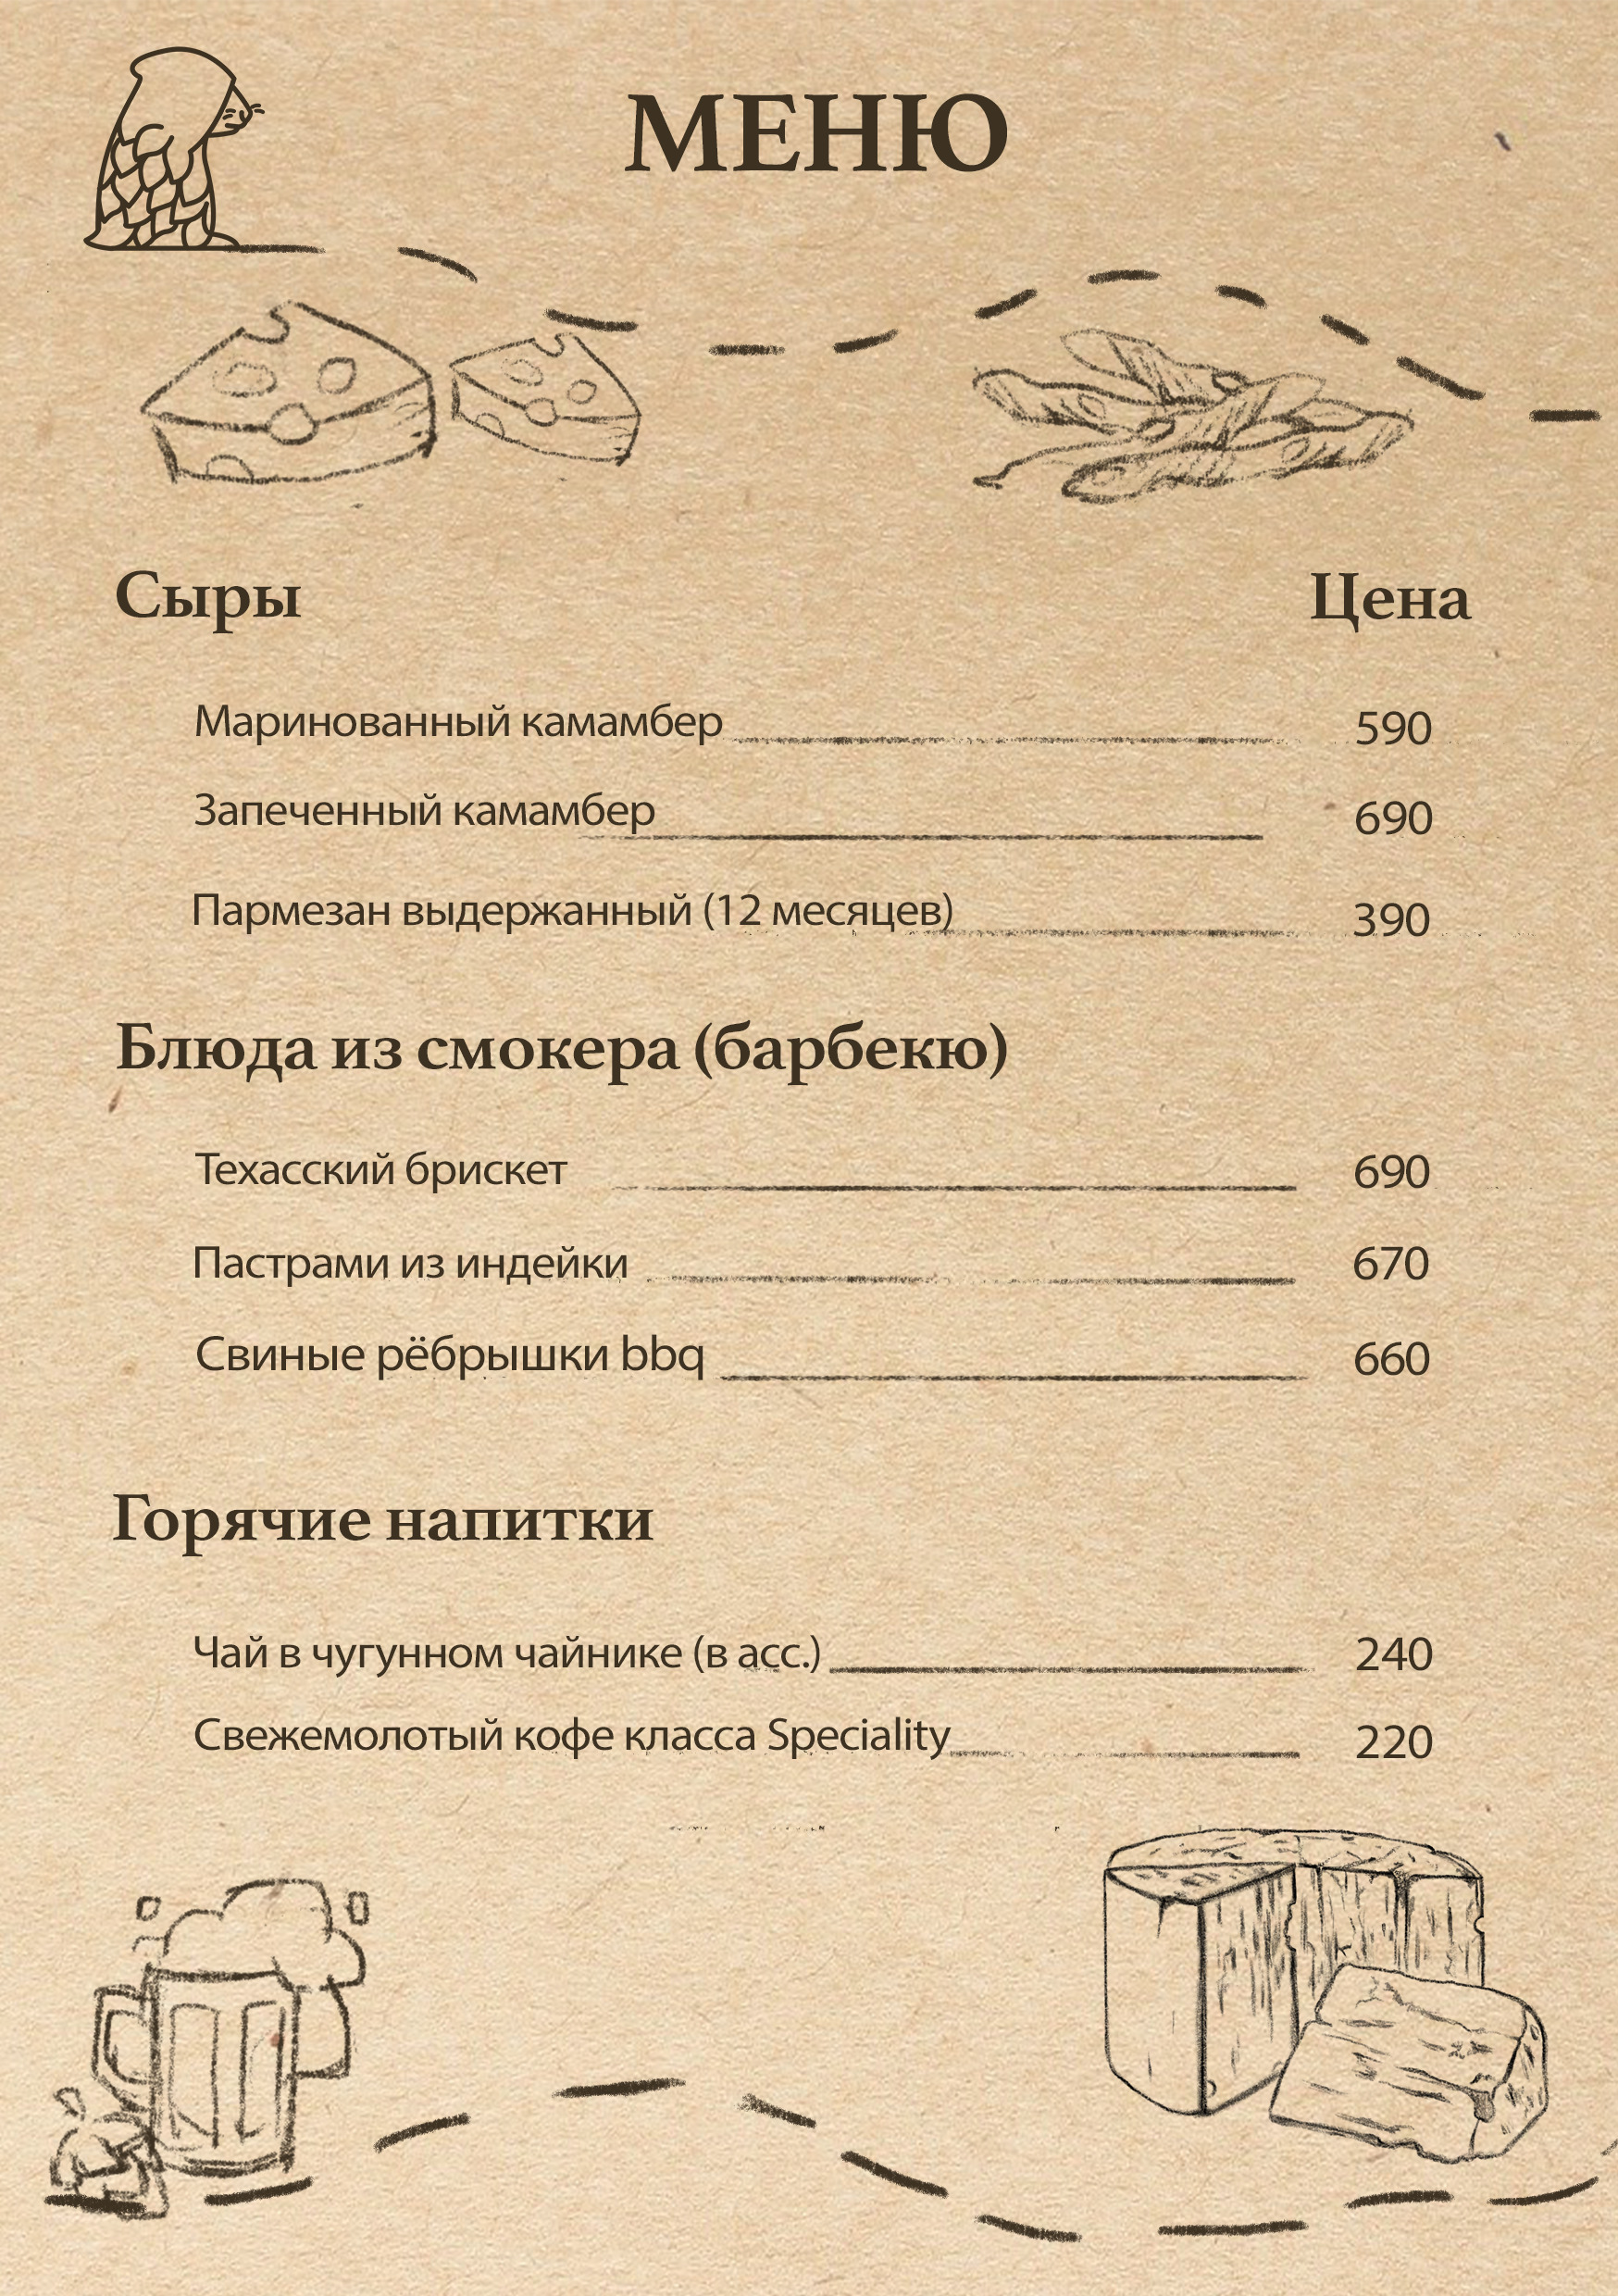 МЕНЮ
Сыры Цена
Маринованный камамбер 590
Запеченный камамбер 690
Пармезан выдержанный (12 месяцев) 390
Блюда из смокера (барбекю)
Техасский брискет 690
Пастрами из индейки 670
Свиные рёбрышки bbq 660
Горячие напитки
Чай в чугунном чайнике (в асс.) 240
Свежемолотый кофе класса Speciality 220